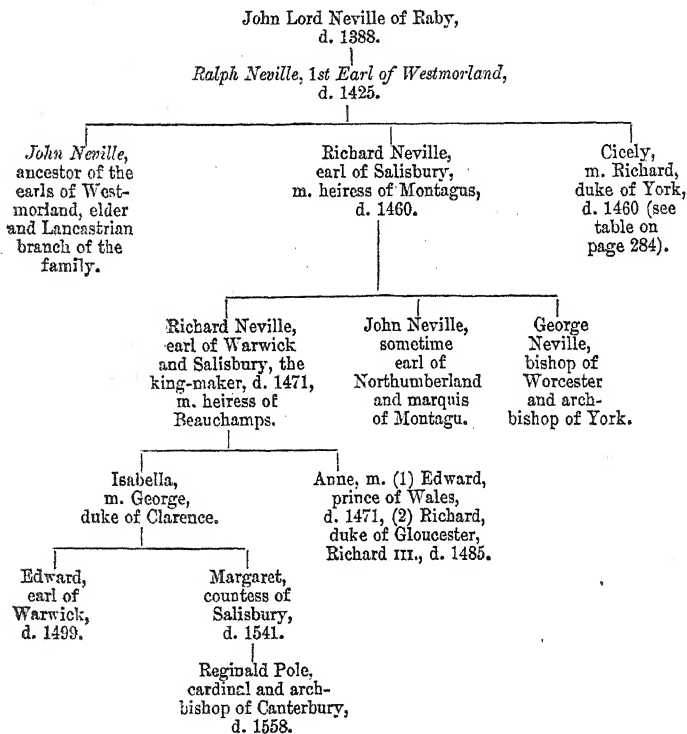 John Lord Neville of Raby,
d. 1388.
Ralph Neville, 1st Earl of Westmorland,
d. 1425.
John Neville,
ancestor of the
earls of West-
morland, elder
and Lancastrian
branch of the
family.
Richard Neville,
earl of Salisbury,
m. heiress of Montagus,
d. 1460.
Cicely,
m. Richard,
duke of York,
d. 1460 (see
table on
page 284).
Richard Neville,
earl of Warwick
and Salisbury, the
king-maker, d. 1471,
m. heiress of
Beauchamps.
John Neville,
sometime
earl of
Northumberland
and marquis
of Montagu.
George
Neville,
bishop of
Worcester
and arch-
bishop of York.
Isabella,
m. George,
duke of Clarence.
Anne, m. (1) Edward,
prince of Wales,
d. 1471, (2) Richard,
duke of Gloucester,
Richard III., d. 1485.
Edward,
earl of
Warwick,
d. 1499.
Margaret,
countess of
Salisbury,
d. 1541.
Reginald Pole,
cardinal and arch-
bishop of Canterbury,
d. 1558.